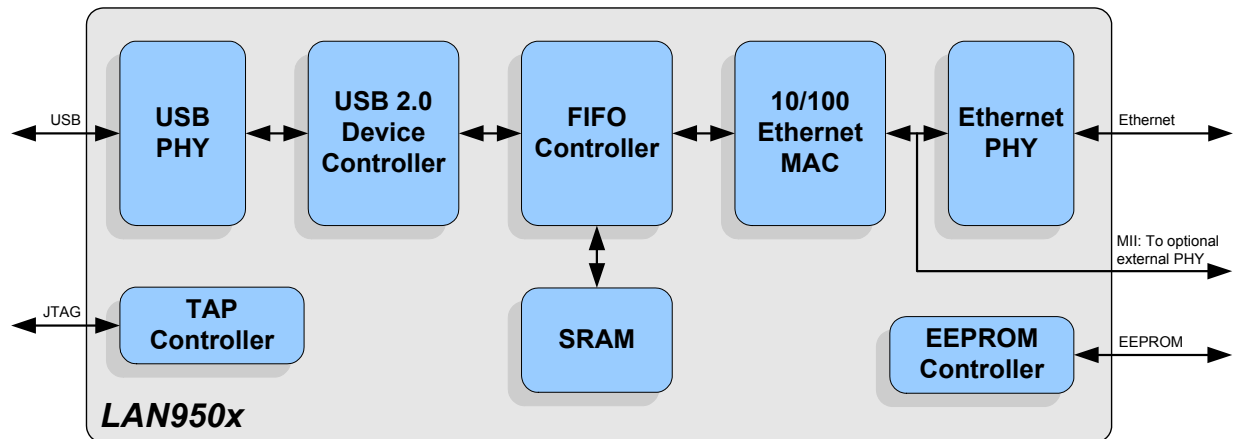 USB
USB
PHY
USB 2.0
Device
Controller
FIFO
Controller
10/100
Ethernet
MAC
Ethernet
PHY
Ethernet
MII: To optional
external PHY
JTAG
TAP
Controller
SRAM
EEPROM
Controller
EEPROM
LAN950x